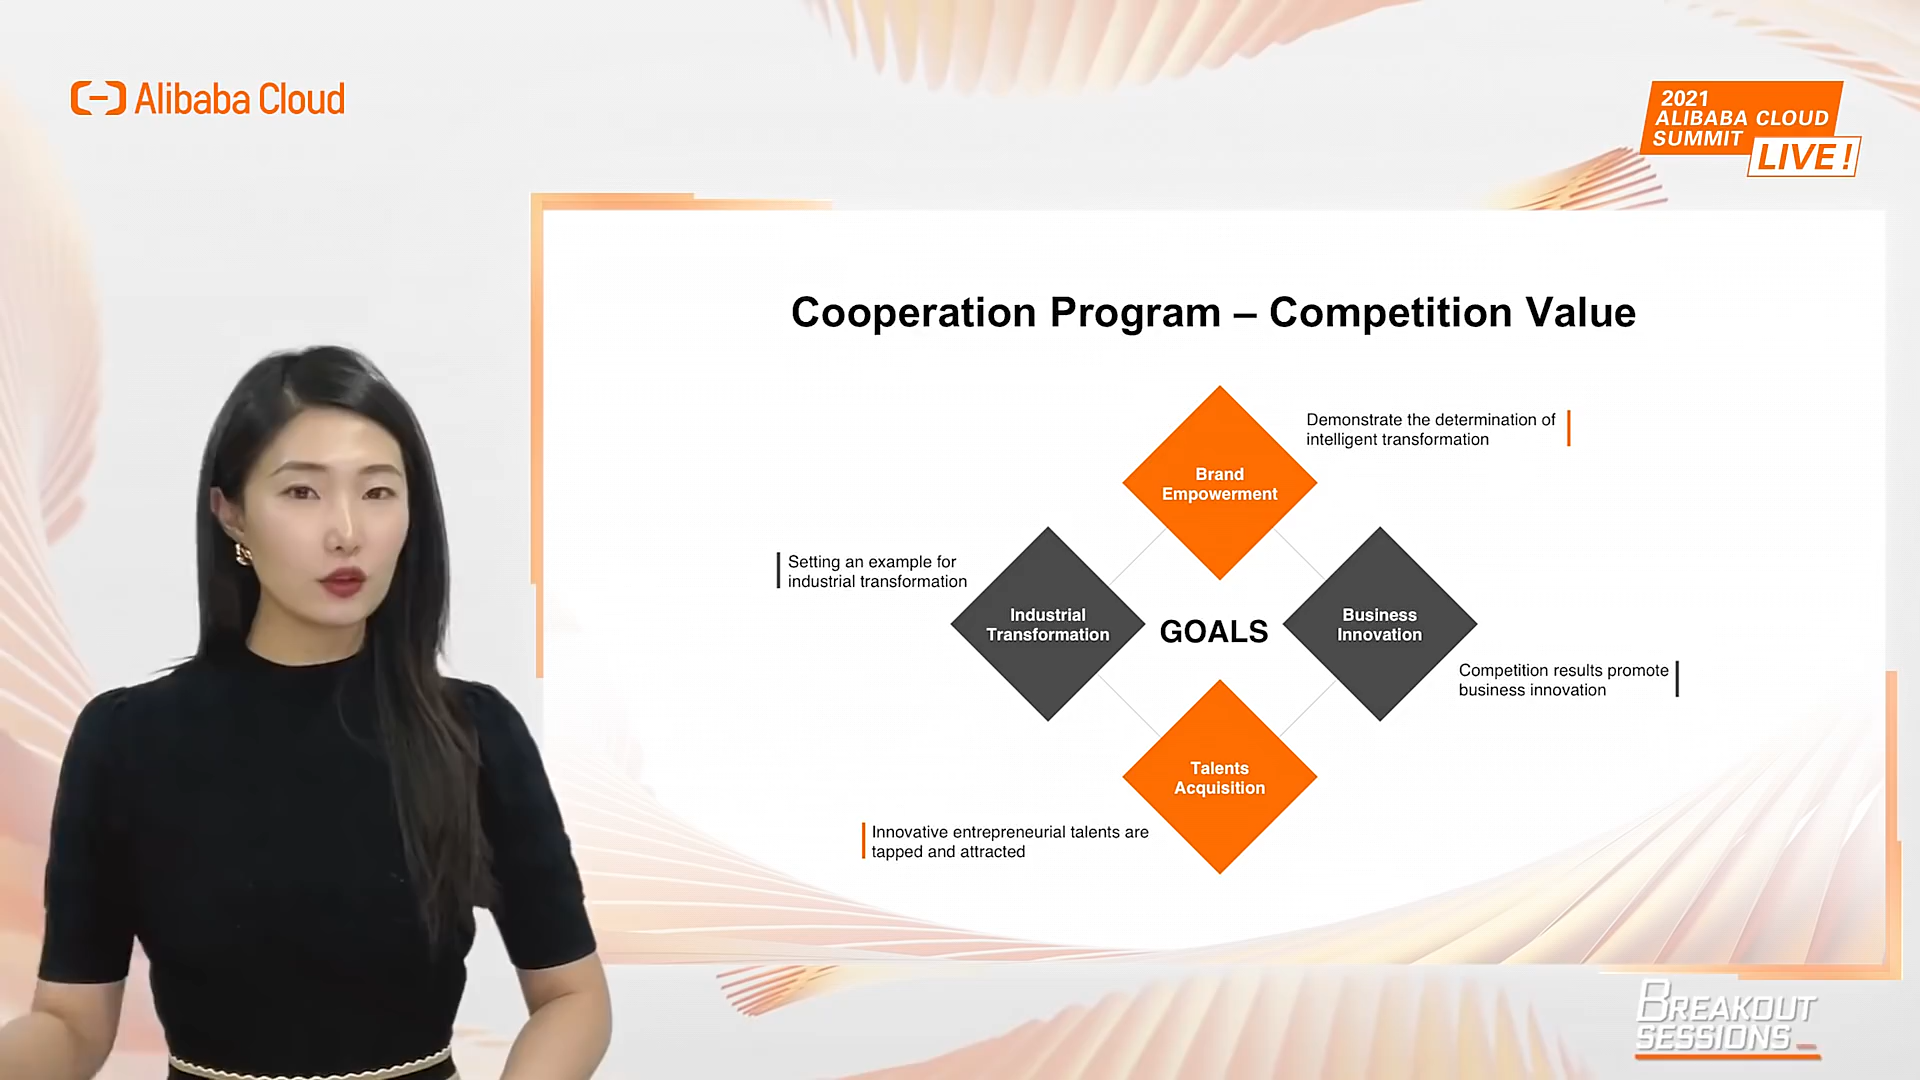 Alibaba Cloud
2021
ALIBABA CLOUD
SUMMIT
LIVE!
Cooperation Program – Competition Value
Brand
Empowerment
Demonstrate the determination of
intelligent transformation
Setting an example for
industrial transformation
Industrial
Transformation
GOALS
Business
Innovation
Competition results promote
business innovation
Talents
Acquisition
Innovative entrepreneurial talents are
tapped and attracted
BREAKOUT
SESSIONS_